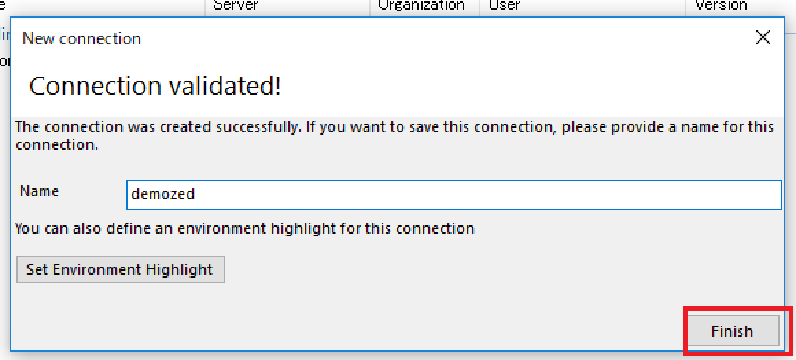 Server Organization User Version
New connection
Connection validated!
The connection was created successfully. If you want to save this connection, please provide a name for this
connection.
Name demozed
You can also define an environment highlight for this connection
Set Environment Highlight
Finish